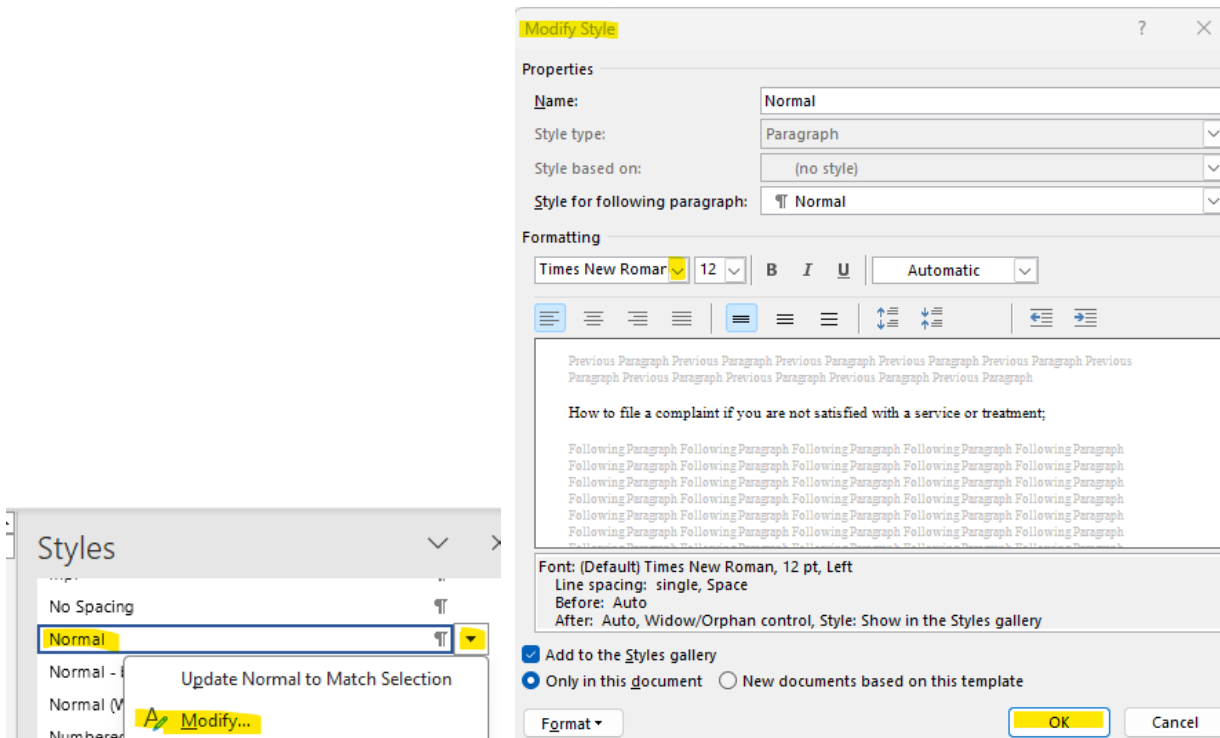 Modify Style
Properties
Name:
Normal
Style type:
Paragraph
Style based on:
(no style)
Style for following paragraph:
¶ Normal
Formatting
Times New Roman
12
B I U
Automatic
Previous Paragraph Previous Paragraph Previous Paragraph Previous Paragraph Previous Paragraph Previous
Paragraph Previous Paragraph Previous Paragraph Previous Paragraph Previous Paragraph
How to file a complaint if you are not satisfied with a service or treatment;
Following Paragraph Following Paragraph Following Paragraph Following Paragraph Following Paragraph
Following Paragraph Following Paragraph Following Paragraph Following Paragraph Following Paragraph
Following Paragraph Following Paragraph Following Paragraph Following Paragraph Following Paragraph
Following Paragraph Following Paragraph Following Paragraph Following Paragraph Following Paragraph
Following Paragraph Following Paragraph Following Paragraph Following Paragraph Following Paragraph
Following Paragraph Following Paragraph Following Paragraph Following Paragraph Following Paragraph
Font: (Default) Times New Roman, 12 pt, Left
Line spacing: single, Space
Before: Auto
After: Auto, Widow/Orphan control, Style: Show in the Styles gallery
Add to the Styles gallery
Only in this document
New documents based on this template
Format
OK
Cancel
Styles
No Spacing ¶
Normal ¶
Normal -
Normal (
Update Normal to Match Selection
Modify...
Numbered